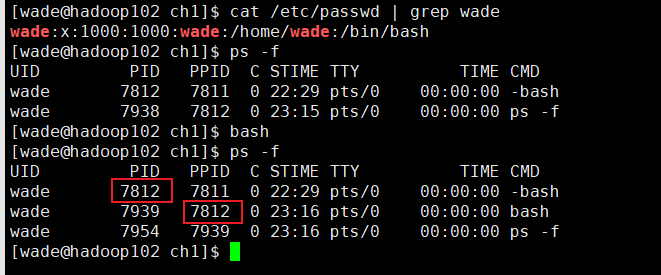 [wade@hadoop102 ch1]$ cat /etc/passwd | grep wade
wade:x:1000:1000:wade:/home/wade:/bin/bash
[wade@hadoop102 ch1]$ ps -f
UID        PID  PPID  C STIME TTY          TIME CMD
wade      7812  7811  0 22:29 pts/0    00:00:00 -bash
wade      7938  7812  0 23:15 pts/0    00:00:00 ps -f
[wade@hadoop102 ch1]$ bash
[wade@hadoop102 ch1]$ ps -f
UID        PID  PPID  C STIME TTY          TIME CMD
wade      7812  7811  0 22:29 pts/0    00:00:00 -bash
wade      7939  7812  0 23:16 pts/0    00:00:00 bash
wade      7954  7939  0 23:16 pts/0    00:00:00 ps -f
[wade@hadoop102 ch1]$